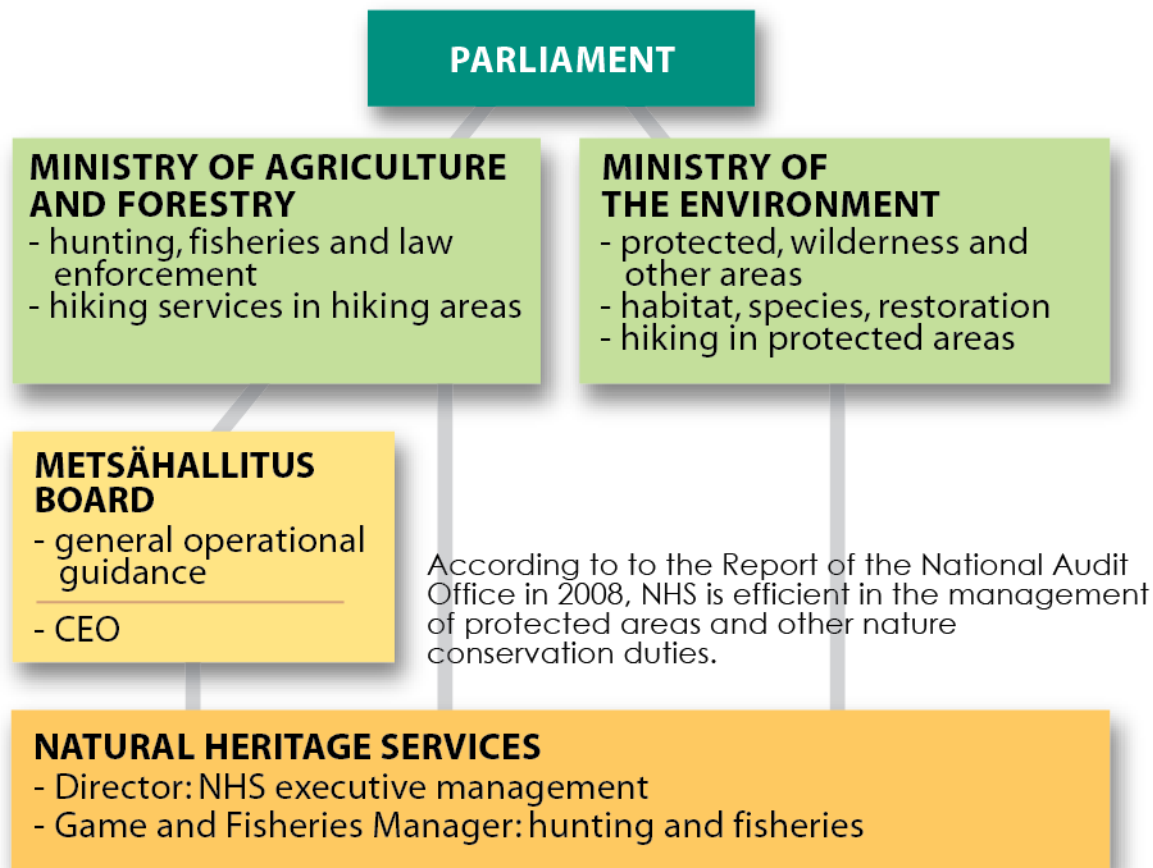 PARLIAMENT
MINISTRY OF AGRICULTURE
AND FORESTRY
- hunting, fisheries and law
enforcement
- hiking services in hiking areas
MINISTRY OF
THE ENVIRONMENT
- protected, wilderness and
other areas
- habitat, species, restoration
- hiking in protected areas
METSÄHALLITUS
BOARD
- general operational
guidance
- CEO
According to to the Report of the National Audit
Office in 2008, NHS is efficient in the management
of protected areas and other nature
conservation duties.
NATURAL HERITAGE SERVICES
- Director: NHS executive management
- Game and Fisheries Manager: hunting and fisheries